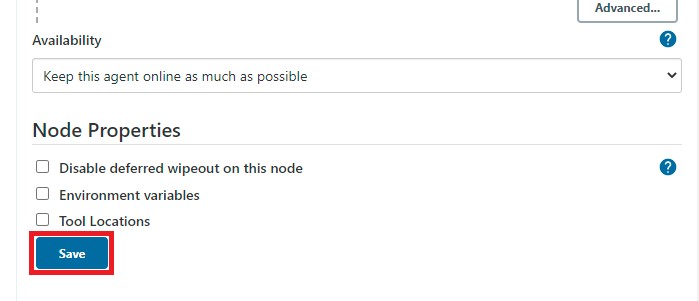 Advanced...
Availability
?
Keep this agent online as much as possible
Node Properties
Disable deferred wipeout on this node
?
Environment variables
Tool Locations
Save